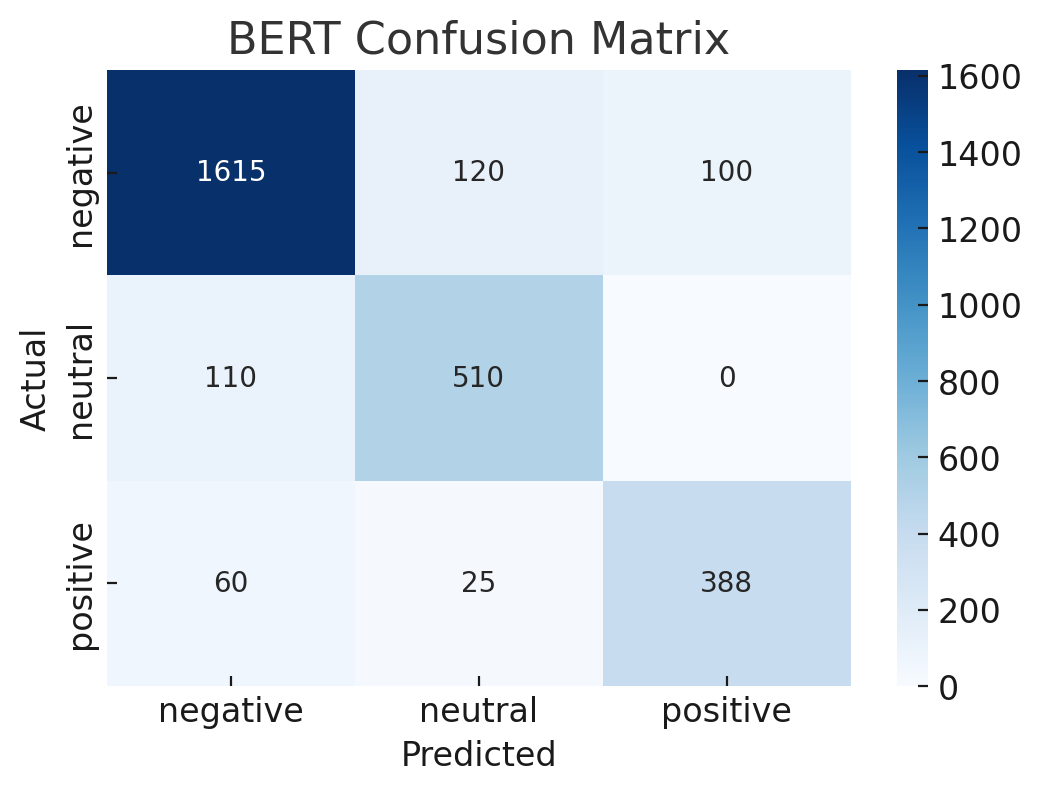 BERT Confusion Matrix
negative
1615 120 100
neutral
110 510 0
positive
60 25 388
Actual
negative neutral positive
Predicted
1600
1400
1200
1000
800
600
400
200
0